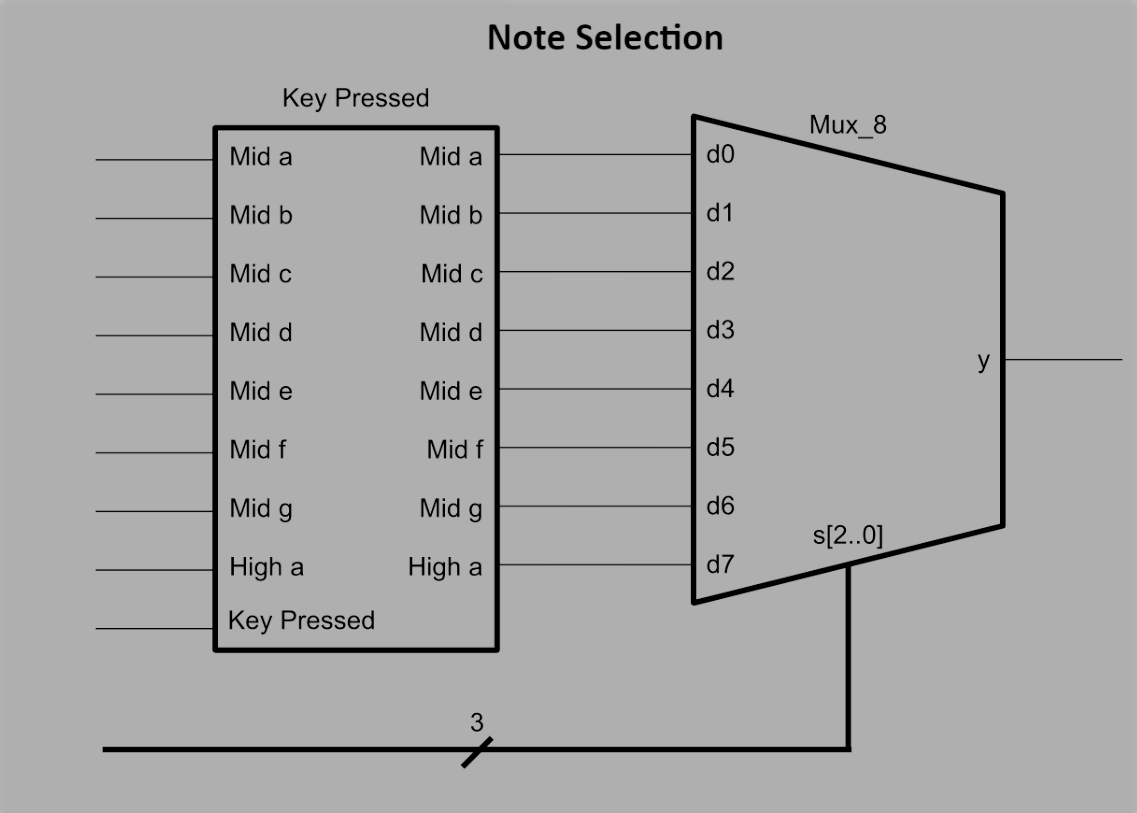 Note Selection
Key Pressed
Mux_8
Mid a Mid a d0
Mid b Mid b d1
Mid c Mid c d2
Mid d Mid d d3
y
Mid e Mid e d4
Mid f Mid f d5
Mid g Mid g d6
s[2..0]
High a High a d7
Key Pressed
3